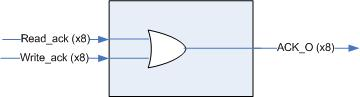 Read_ack (x8)
Write_ack (x8)
ACK_O (x8)